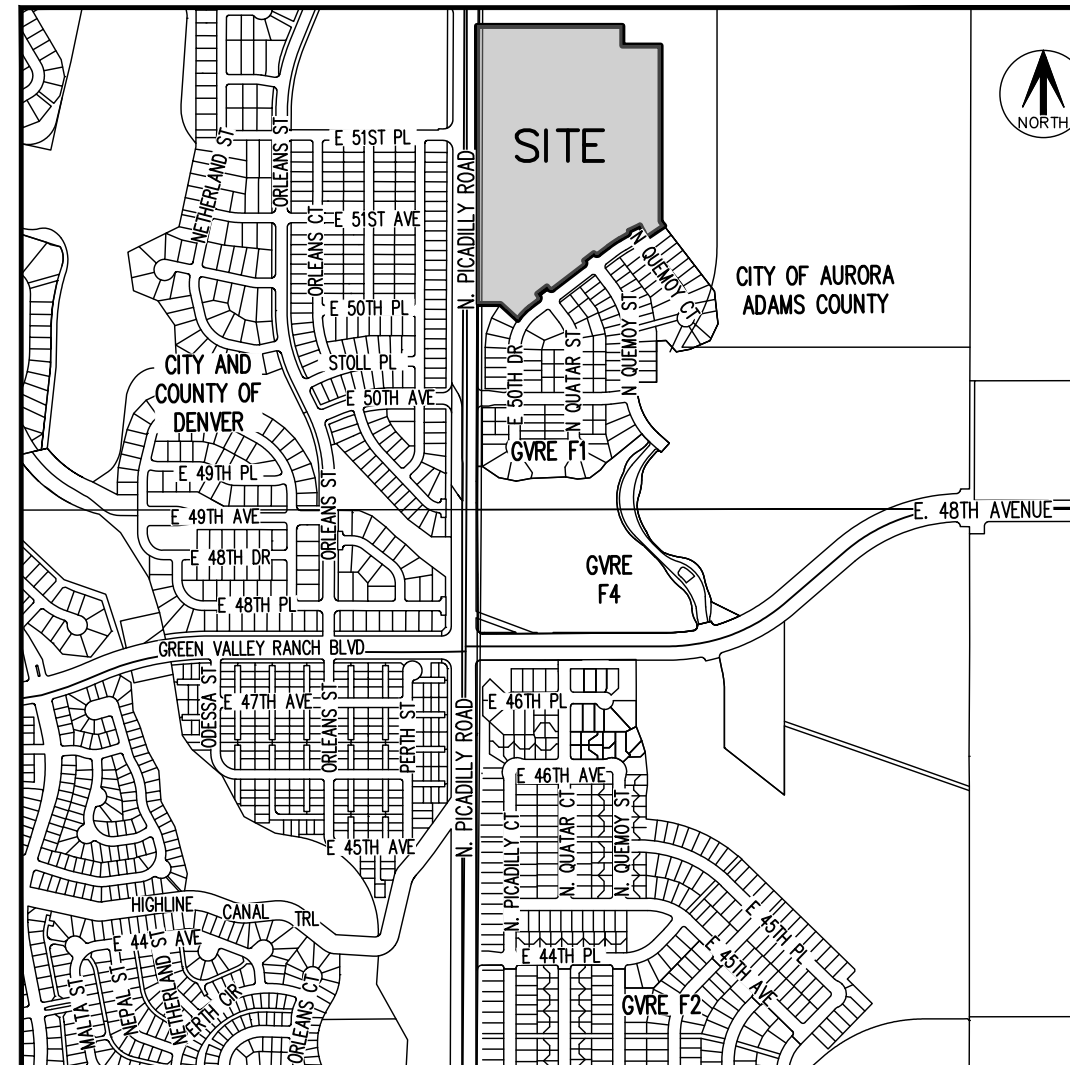 NORTH
SITE
E 51ST PL
NETHERLAND ST
ORLEANS ST
N. PICADILLY ROAD
E 51ST AVE
ORLEANS CT
N QUEMOY CT
CITY OF AURORA
ADAMS COUNTY
E 50TH PL
N QUEMOY ST
STOLL PL
CITY AND
COUNTY OF
DENVER
E 50TH AVE
E 50TH DR
N QUATAR ST
GVRE F1
E 49TH PL
E 49TH AVE
ORLEANS ST
E. 48TH AVENUE
E 48TH DR
GVRE
F4
E 48TH PL
GREEN VALLEY RANCH BLVD
ODESSA ST
E 47TH AVE
ORLEANS ST
PERTH ST
N. PICADILLY ROAD
E 46TH PL
E 46TH AVE
N. PICADILLY CT
N. QUATAR CT
N. QUEMOY ST
E 45TH AVE
HIGHLINE CANAL TRL
E 45TH PL
E 45TH AVE
E 44TH AVE
E 44TH PL
MALTA ST
NEPAL ST
NETHERLAND ST
ERTH CIR
ORLEANS CT
GVRE F2